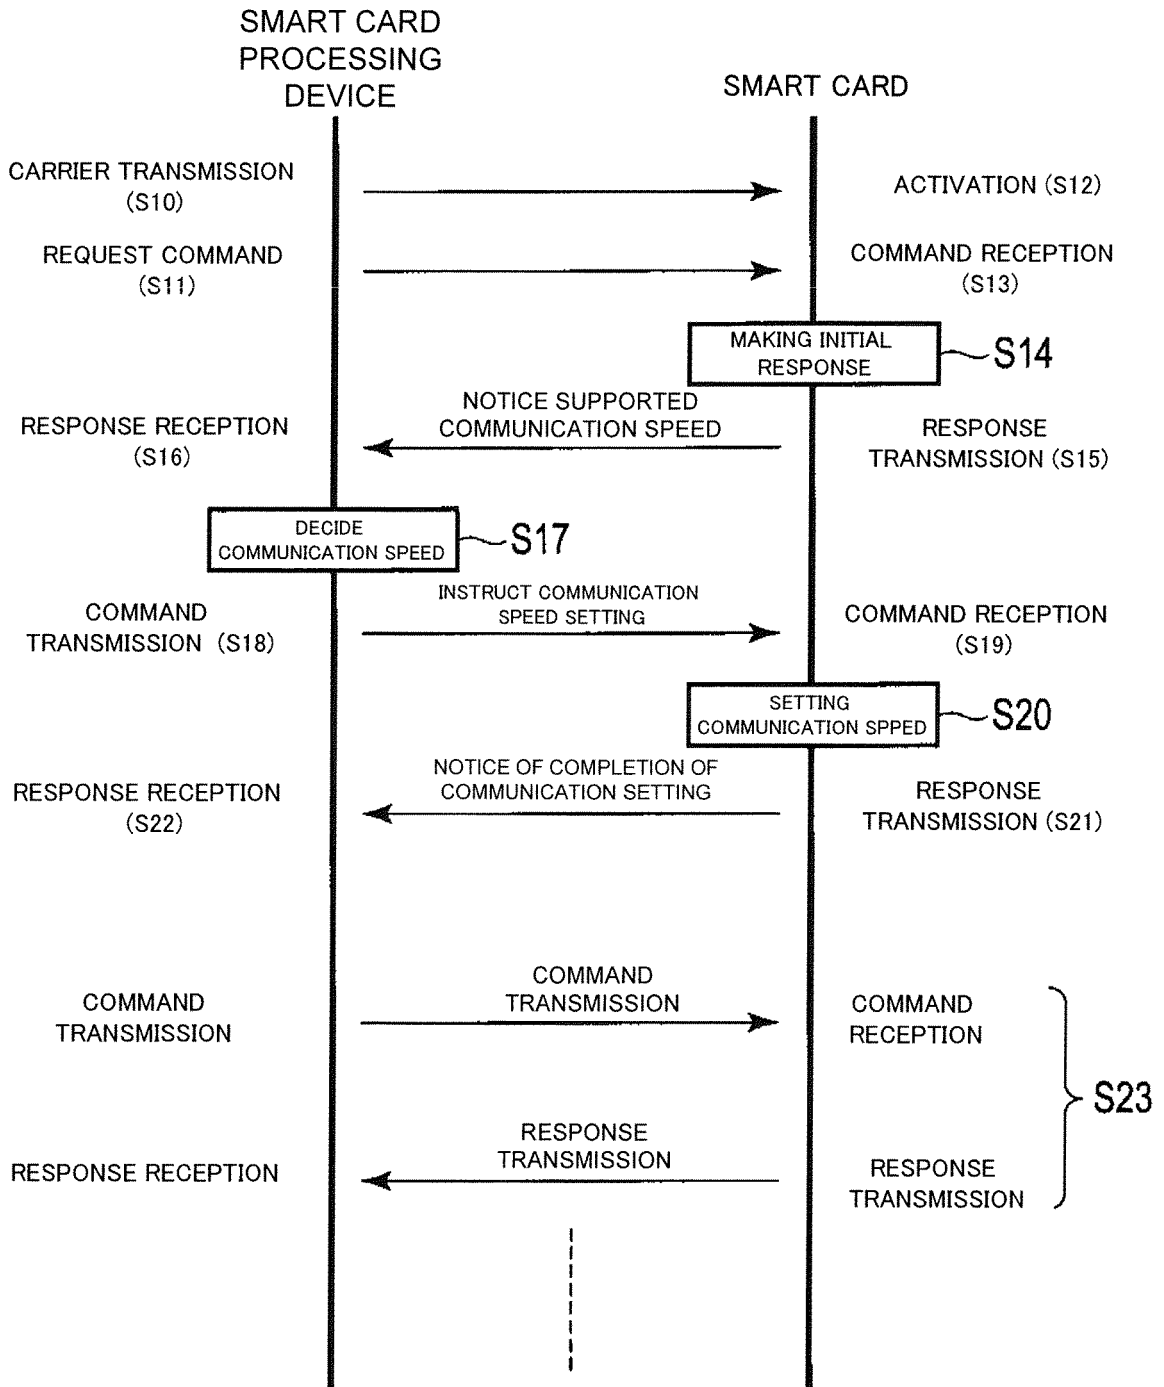 SMART CARD
PROCESSING
DEVICE
SMART CARD
CARRIER TRANSMISSION
(S10)
ACTIVATION (S12)
REQUEST COMMAND
(S11)
COMMAND RECEPTION
(S13)
MAKING INITIAL
RESPONSE
S14
NOTICE SUPPORTED
COMMUNICATION SPEED
RESPONSE RECEPTION
(S16)
RESPONSE
TRANSMISSION (S15)
DECIDE
COMMUNICATION SPEED
S17
INSTRUCT COMMUNICATION
SPEED SETTING
COMMAND
TRANSMISSION (S18)
COMMAND RECEPTION
(S19)
SETTING
COMMUNICATION SPPED
S20
NOTICE OF COMPLETION OF
COMMUNICATION SETTING
RESPONSE RECEPTION
(S22)
RESPONSE
TRANSMISSION (S21)
COMMAND
TRANSMISSION
COMMAND
TRANSMISSION
COMMAND
RECEPTION
S23
RESPONSE
TRANSMISSION
RESPONSE RECEPTION
RESPONSE
TRANSMISSION